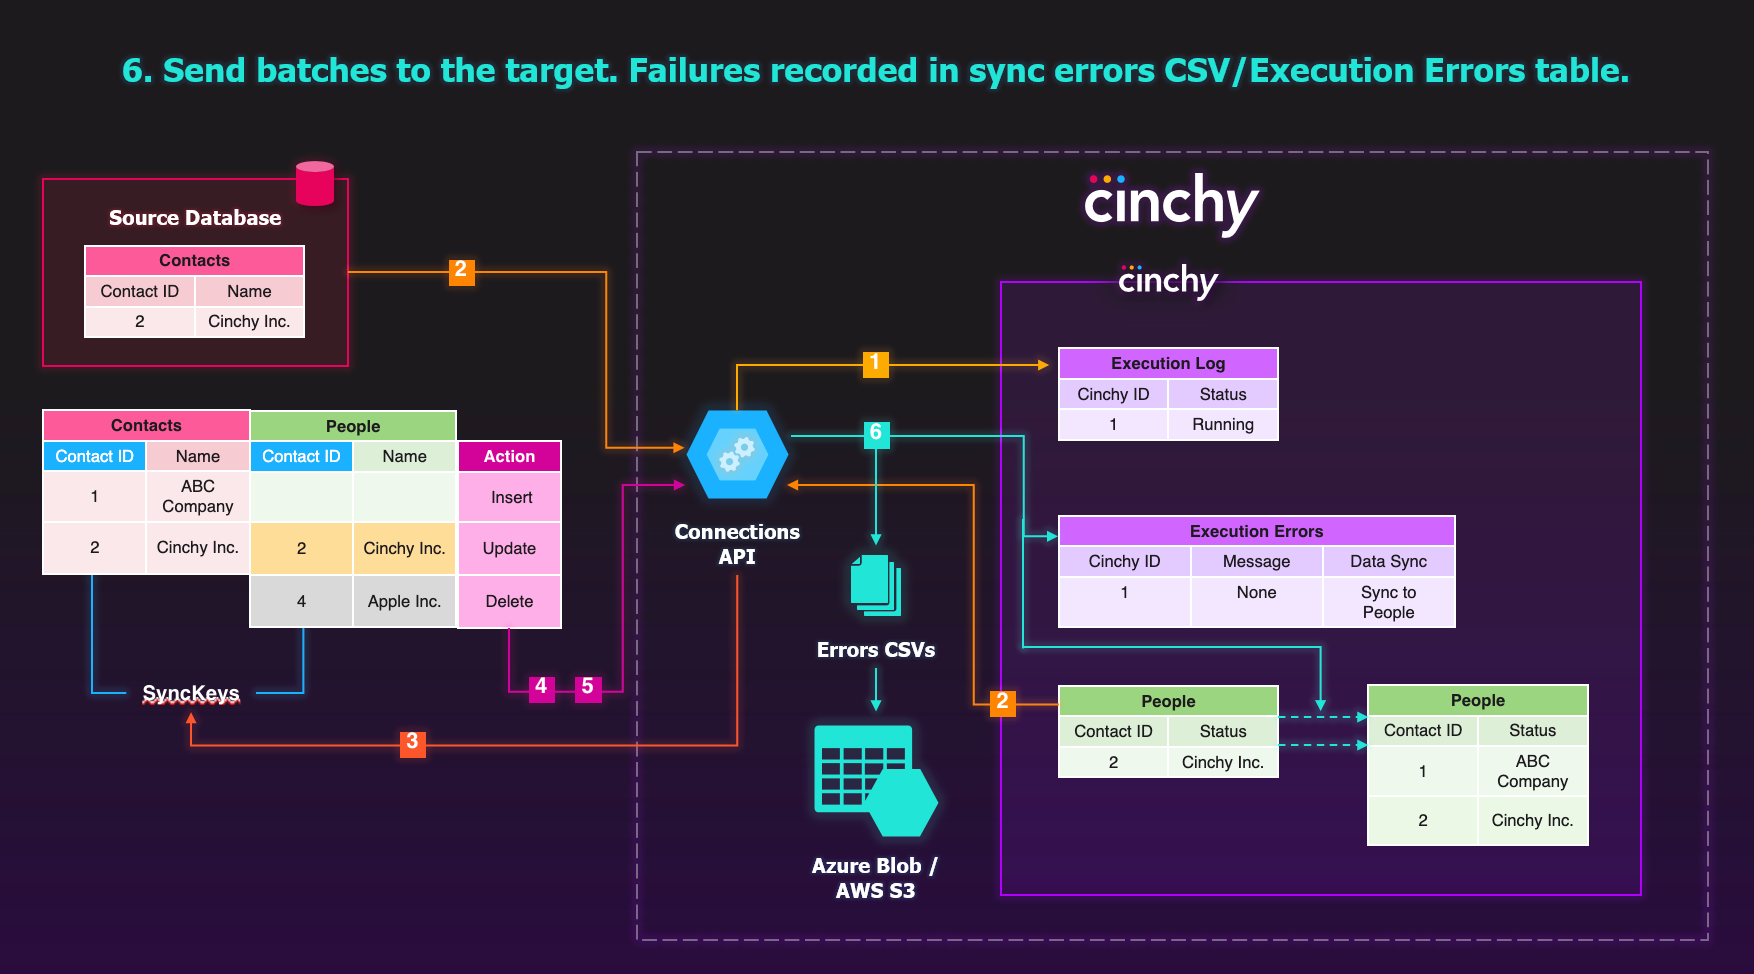 6. Send batches to the target. Failures recorded in sync errors CSV/Execution Errors table.
Source Database
Contacts
Contact ID Name
2 Cinchy Inc.
2
Contacts People
Contact ID Name Contact ID Name Action
1 ABC Company Insert
2 Cinchy Inc. 2 Cinchy Inc. Update
4 Apple Inc. Delete
SyncKeys
4 5
3
cinchy
cinchy
1
Execution Log
Cinchy ID Status
1 Running
6
Connections
API
Execution Errors
Cinchy ID Message Data Sync
1 None Sync to People
Errors CSVs
2
People
Contact ID Status
2 Cinchy Inc.
People
Contact ID Status
1 ABC Company
2 Cinchy Inc.
Azure Blob /
AWS S3